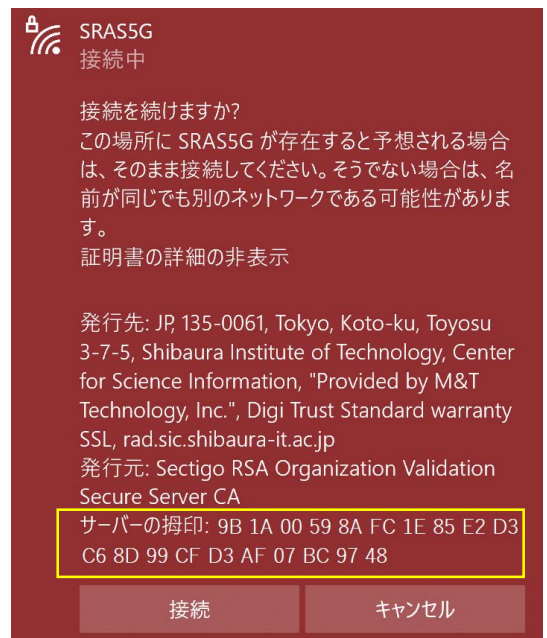 SRAS5G
接続中
接続を続けますか?
この場所に SRAS5G が存在すると予想される場合
は、そのまま接続してください。そうでない場合は、名
前が同じでも別のネットワークである可能性がありま
す。
証明書の詳細の非表示
発行先: JP, 135-0061, Tokyo, Koto-ku, Toyosu
3-7-5, Shibaura Institute of Technology, Center
for Science Information, "Provided by M&T
Technology, Inc.", Digi Trust Standard warranty
SSL, rad.sic.shibaura-it.ac.jp
発行元: Sectigo RSA Organization Validation
Secure Server CA
サーバーの拇印: 9B 1A 00 59 8A FC 1E 85 E2 D3
C6 8D 99 CF D3 AF 07 BC 97 48
接続 キャンセル